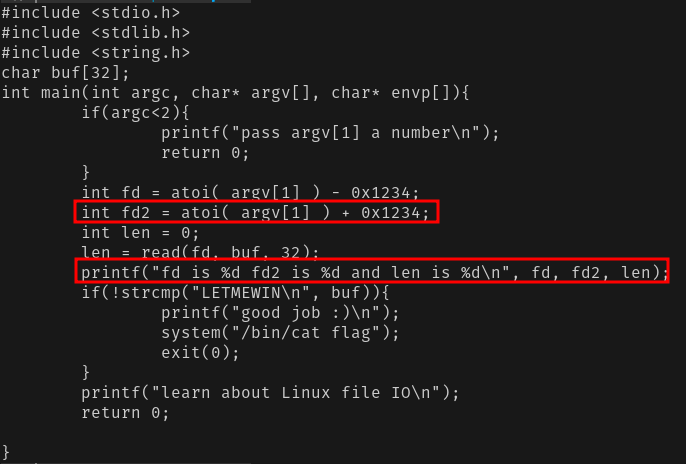 #include <stdio.h>
#include <stdlib.h>
#include <string.h>
char buf[32];
int main(int argc, char* argv[], char* envp[]){
        if(argc<2){
                printf("pass argv[1] a number\n");
                return 0;
        }
        int fd = atoi( argv[1] ) - 0x1234;
        int fd2 = atoi( argv[1] ) + 0x1234;
        int len = 0;
        len = read(fd, buf, 32);
        printf("fd is %d fd2 is %d and len is %d\n", fd, fd2, len);
        if(!strcmp("LETMEWIN\n", buf)){
                printf("good job :)\n");
                system("/bin/cat flag");
                exit(0);
        }
        printf("learn about Linux file IO\n");
        return 0;
}